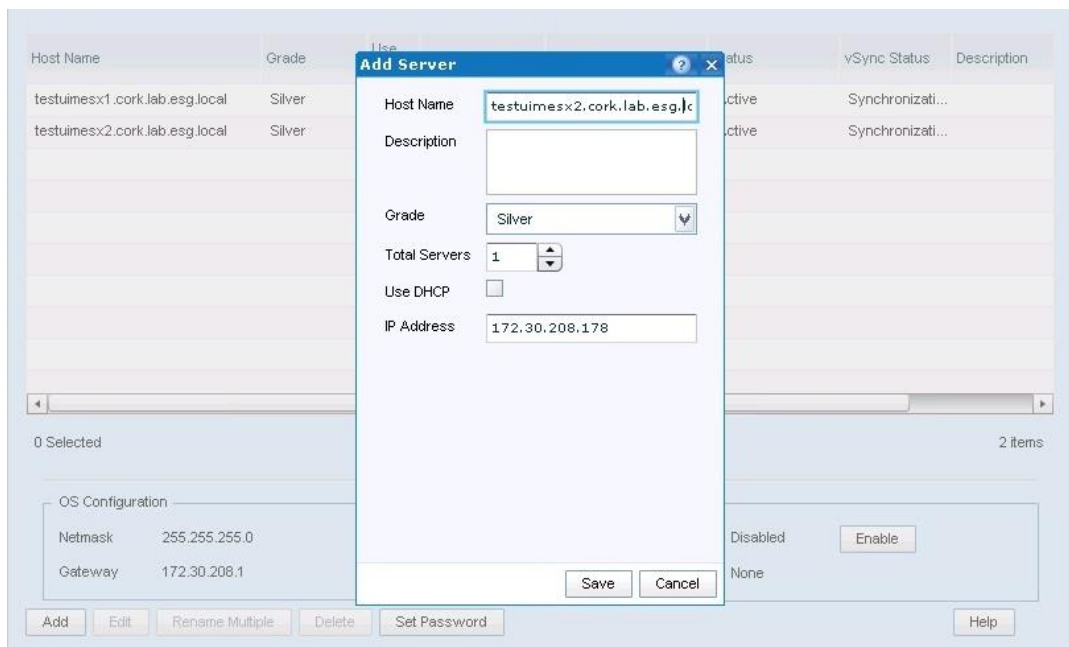 Host Name Grade Use atus vSync Status Description
Add Server
testuimesx1.cork.lab.esg.local Silver ctive Synchronizati...
testuimesx2.cork.lab.esg.local Silver ctive Synchronizati...
Host Name testuimesx2.cork.lab.esg.lc
Description
Grade Silver
Total Servers 1
Use DHCP
IP Address 172.30.208.178
0 Selected 2 items
OS Configuration
Netmask 255.255.255.0 Disabled Enable
Gateway 172.30.208.1 None
Save Cancel
Add Edit Rename Multiple Delete Set Password Help